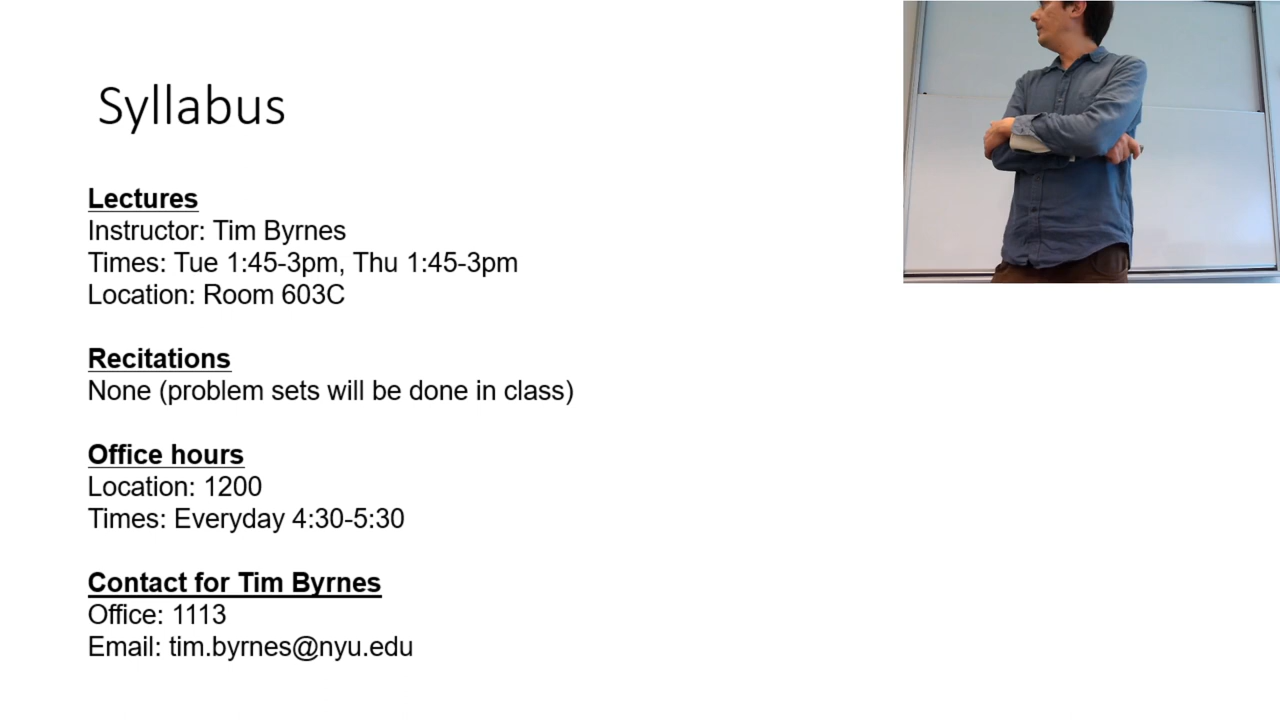 Syllabus
Lectures
Instructor: Tim Byrnes
Times: Tue 1:45-3pm, Thu 1:45-3pm
Location: Room 603C
Recitations
None (problem sets will be done in class)
Office hours
Location: 1200
Times: Everyday 4:30-5:30
Contact for Tim Byrnes
Office: 1113
Email: tim.byrnes@nyu.edu